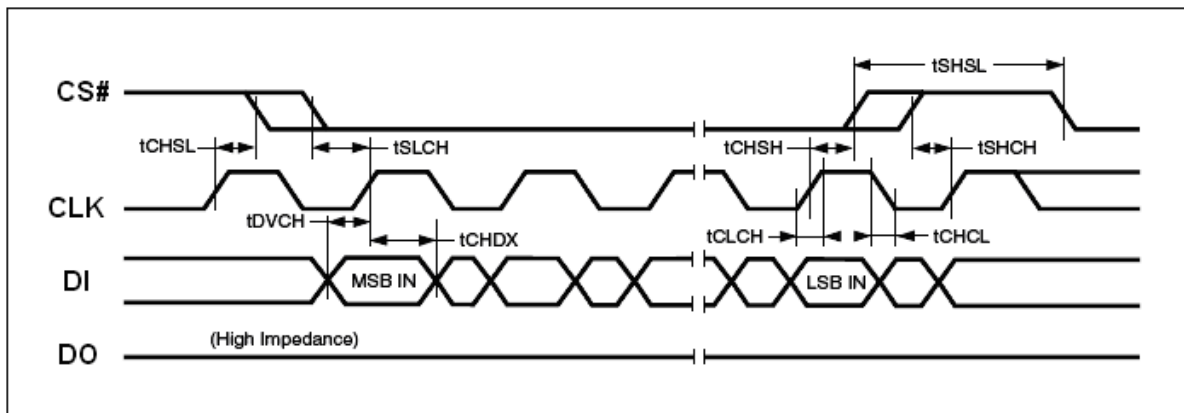 tSHSL
CS#
tCHSL
tSLCH
tCHSH
tSHCH
CLK
tDVCH
tCHDX
tCLCH
tCHCL
DI
MSB IN
LSB IN
(High Impedance)
DO